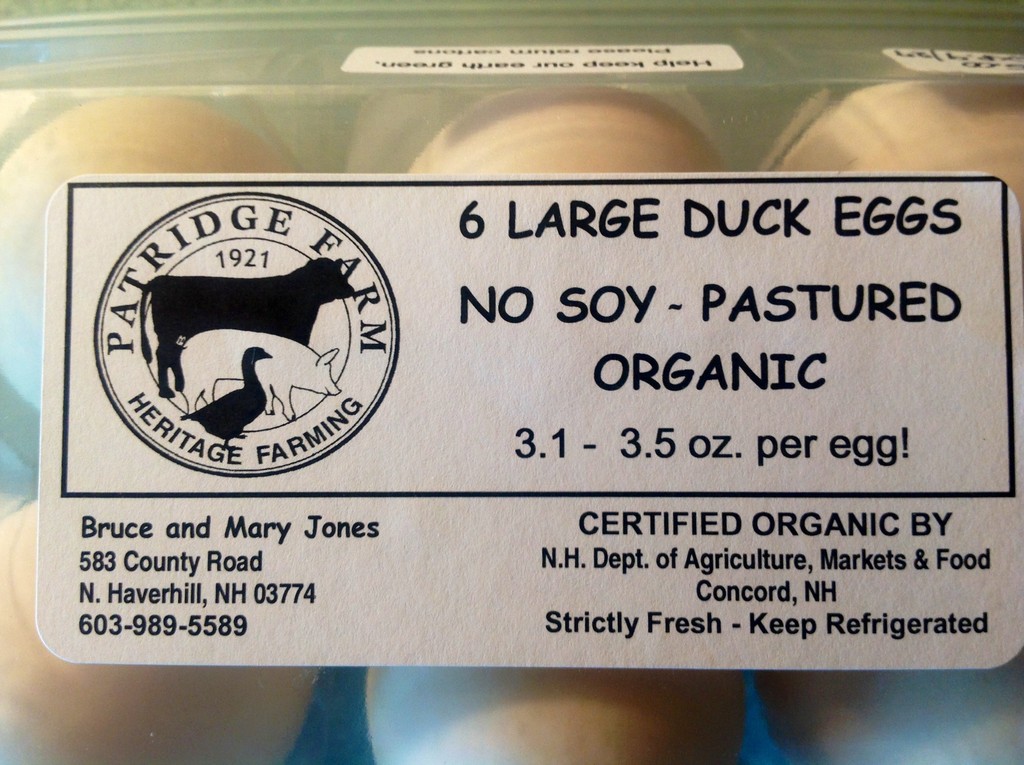 Help keep our earth green.
Please return cartons
PATRIDGE FARM
1921
HERITAGE FARMING
6 LARGE DUCK EGGS
NO SOY - PASTURED
ORGANIC
3.1 - 3.5 oz. per egg!
Bruce and Mary Jones
583 County Road
N. Haverhill, NH 03774
603-989-5589
CERTIFIED ORGANIC BY
N.H. Dept. of Agriculture, Markets & Food
Concord, NH
Strictly Fresh - Keep Refrigerated